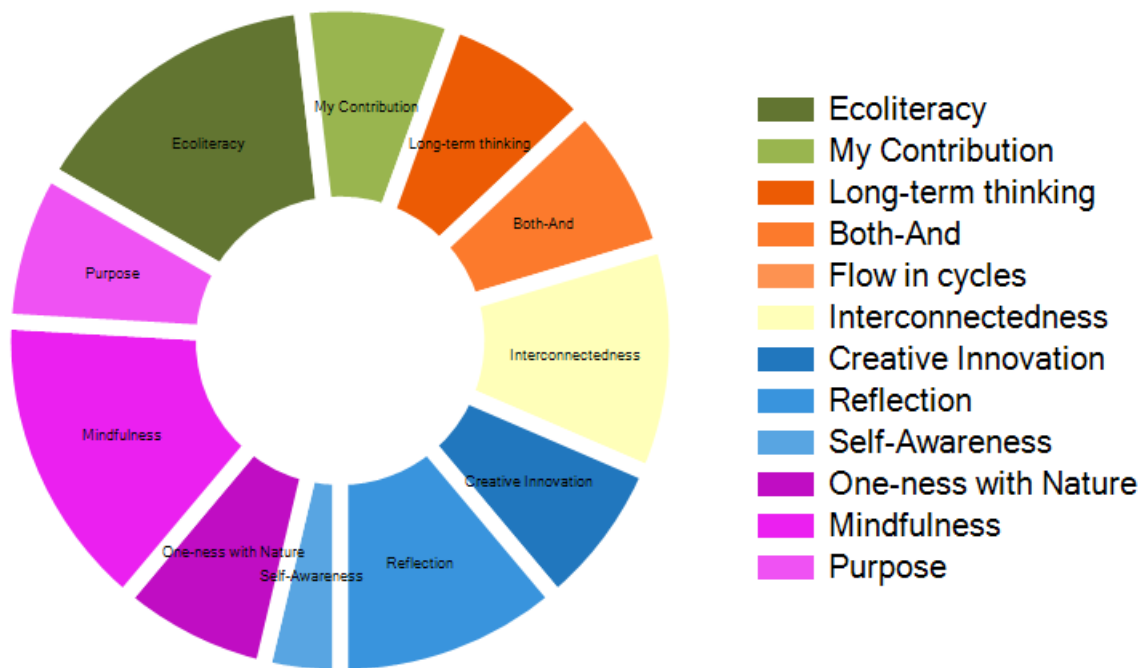 My Contribution
Ecoliteracy
Long-term thinking
Both-And
Purpose
Interconnectedness
Mindfulness
Creative Innovation
One-ness with Nature
Reflection
Self-Awareness
Ecoliteracy
My Contribution
Long-term thinking
Both-And
Flow in cycles
Interconnectedness
Creative Innovation
Reflection
Self-Awareness
One-ness with Nature
Mindfulness
Purpose